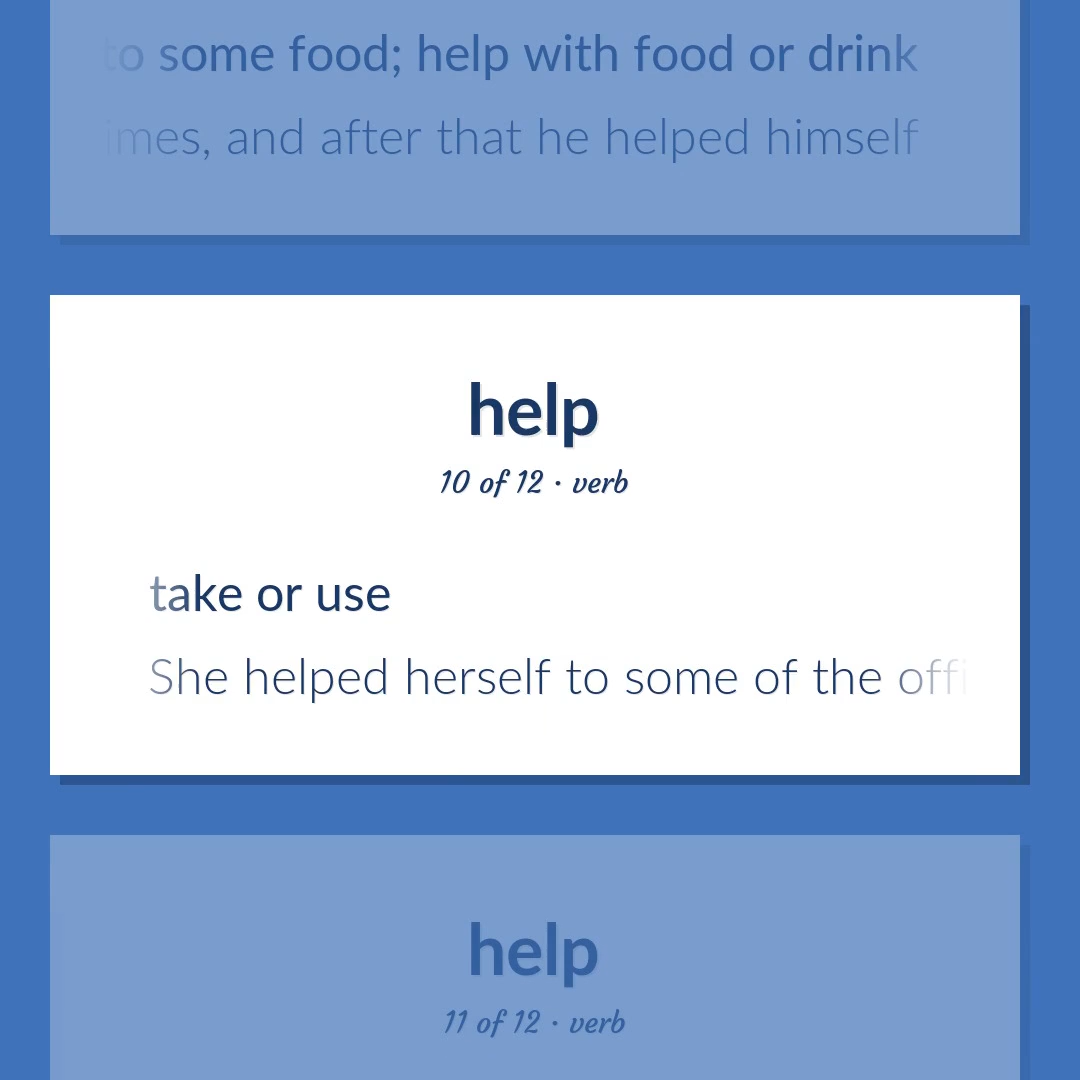 to some food; help with food or drink
imes, and after that he helped himself
help
10 of 12 · verb
take or use
She helped herself to some of the offi
help
11 of 12 · verb